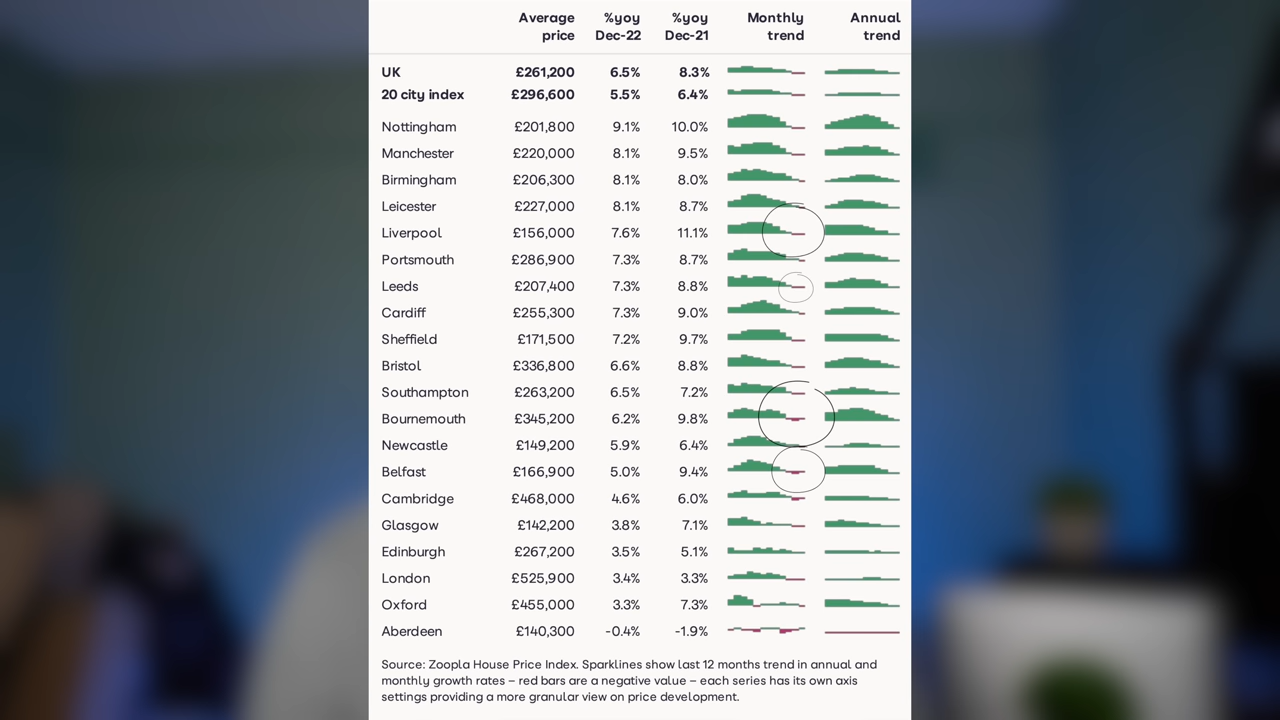 Average price %yoy Dec-22 %yoy Dec-21 Monthly trend Annual trend
UK £261,200 6.5% 8.3%
20 city index £296,600 5.5% 6.4%
Nottingham £201,800 9.1% 10.0%
Manchester £220,000 8.1% 9.5%
Birmingham £206,300 8.1% 8.0%
Leicester £227,000 8.1% 8.7%
Liverpool £156,000 7.6% 11.1%
Portsmouth £286,900 7.3% 8.7%
Leeds £207,400 7.3% 8.8%
Cardiff £255,300 7.3% 9.0%
Sheffield £171,500 7.2% 9.7%
Bristol £336,800 6.6% 8.8%
Southampton £263,200 6.5% 7.2%
Bournemouth £345,200 6.2% 9.8%
Newcastle £149,200 5.9% 6.4%
Belfast £166,900 5.0% 9.4%
Cambridge £468,000 4.6% 6.0%
Glasgow £142,200 3.8% 7.1%
Edinburgh £267,200 3.5% 5.1%
London £525,900 3.4% 3.3%
Oxford £455,000 3.3% 7.3%
Aberdeen £140,300 -0.4% -1.9%
Source: Zoopla House Price Index. Sparklines show last 12 months trend in annual and
monthly growth rates – red bars are a negative value – each series has its own axis
settings providing a more granular view on price development.